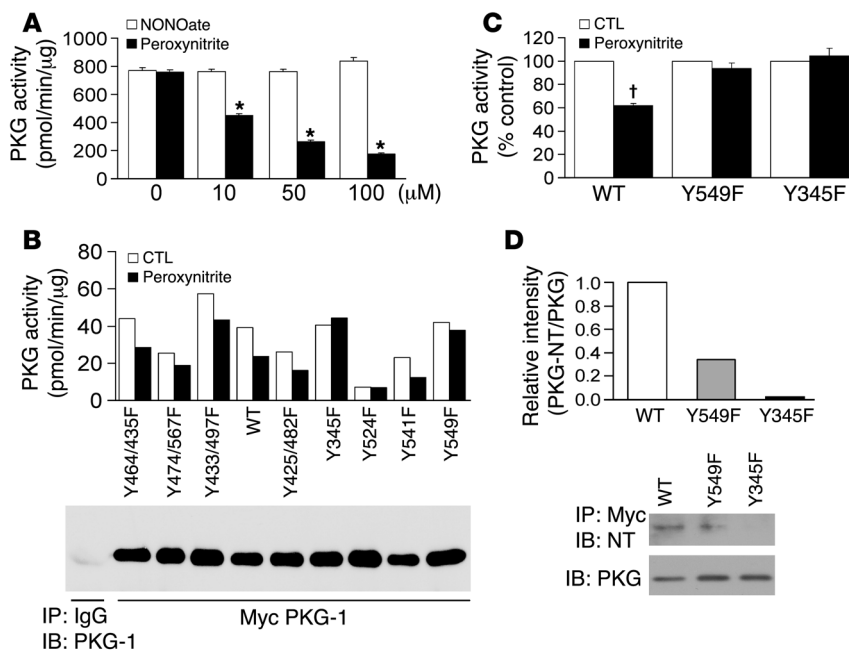 A
NONOate
Peroxynitrite
PKG activity
(pmol/min/μg)
1000
800
600
400
200
0
*
*
*
0 10 50 100 (μM)
C
CTL
Peroxynitrite
PKG activity
(% control)
120
100
80
60
40
20
0
†
WT Y549F Y345F
B
CTL
Peroxynitrite
PKG activity
(pmol/min/μg)
80
60
40
20
0
Y464/435F
Y474/567F
Y433/497F
WT
Y425/482F
Y345F
Y524F
Y541F
Y549F
IP: IgG Myc PKG-1
IB: PKG-1
D
Relative intensity
(PKG-NT/PKG)
1.0
0.8
0.6
0.4
0.2
0.0
WT Y549F Y345F
WT
Y549F
Y345F
IP: Myc
IB: NT
IB: PKG